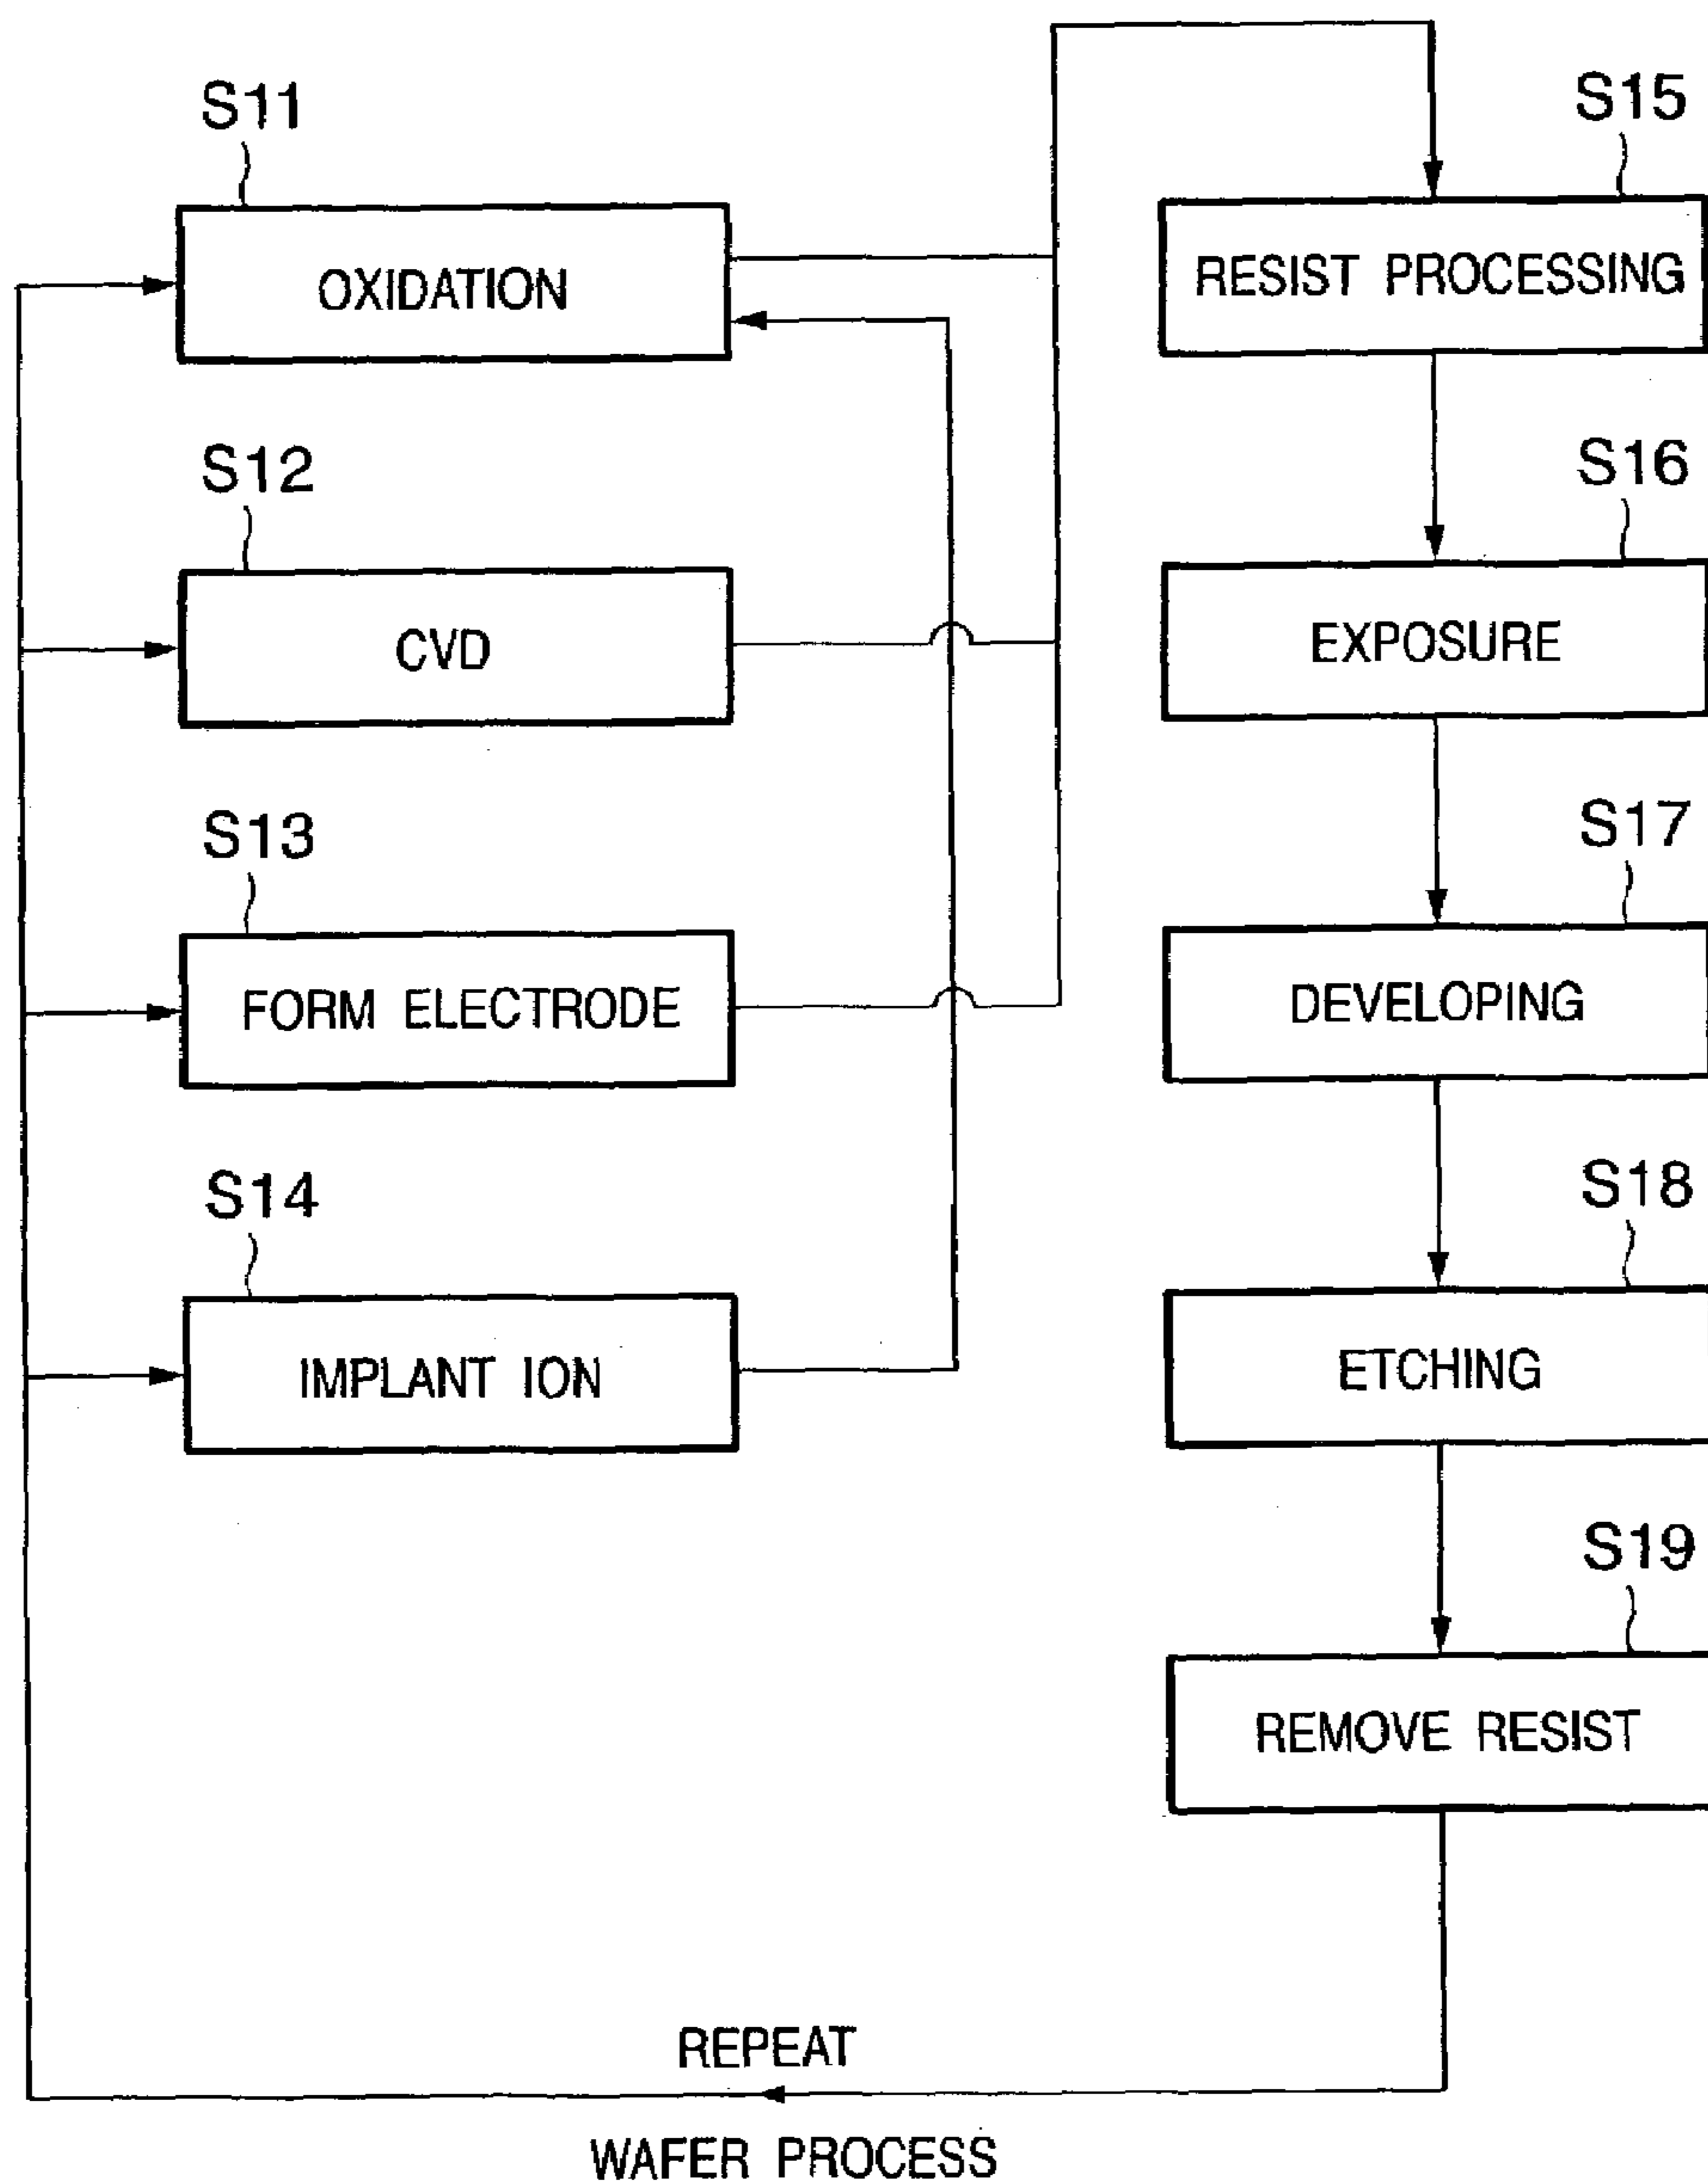 S11
OXIDATION
S12
CVD
S13
FORM ELECTRODE
S14
IMPLANT ION
S15
RESIST PROCESSING
S16
EXPOSURE
S17
DEVELOPING
S18
ETCHING
S19
REMOVE RESIST
REPEAT
WAFER PROCESS